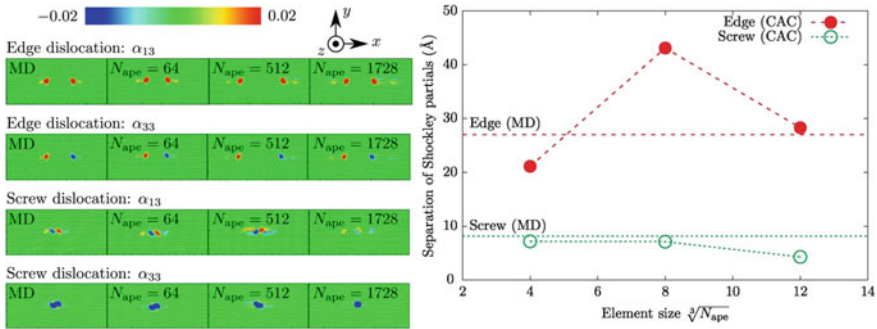 −0.02 0.02
y
z x
Edge dislocation: α₁₃
MD Nₐₚₑ = 64 Nₐₚₑ = 512 Nₐₚₑ = 1728
Edge dislocation: α₃₃
MD Nₐₚₑ = 64 Nₐₚₑ = 512 Nₐₚₑ = 1728
Screw dislocation: α₁₃
MD Nₐₚₑ = 64 Nₐₚₑ = 512 Nₐₚₑ = 1728
Screw dislocation: α₃₃
MD Nₐₚₑ = 64 Nₐₚₑ = 512 Nₐₚₑ = 1728
Separation of Shockley partials (Å)
50
40
30
20
10
0
Edge (CAC)
Screw (CAC)
Edge (MD)
Screw (MD)
2 4 6 8 10 12 14
Element size ∛Nₐₚₑ